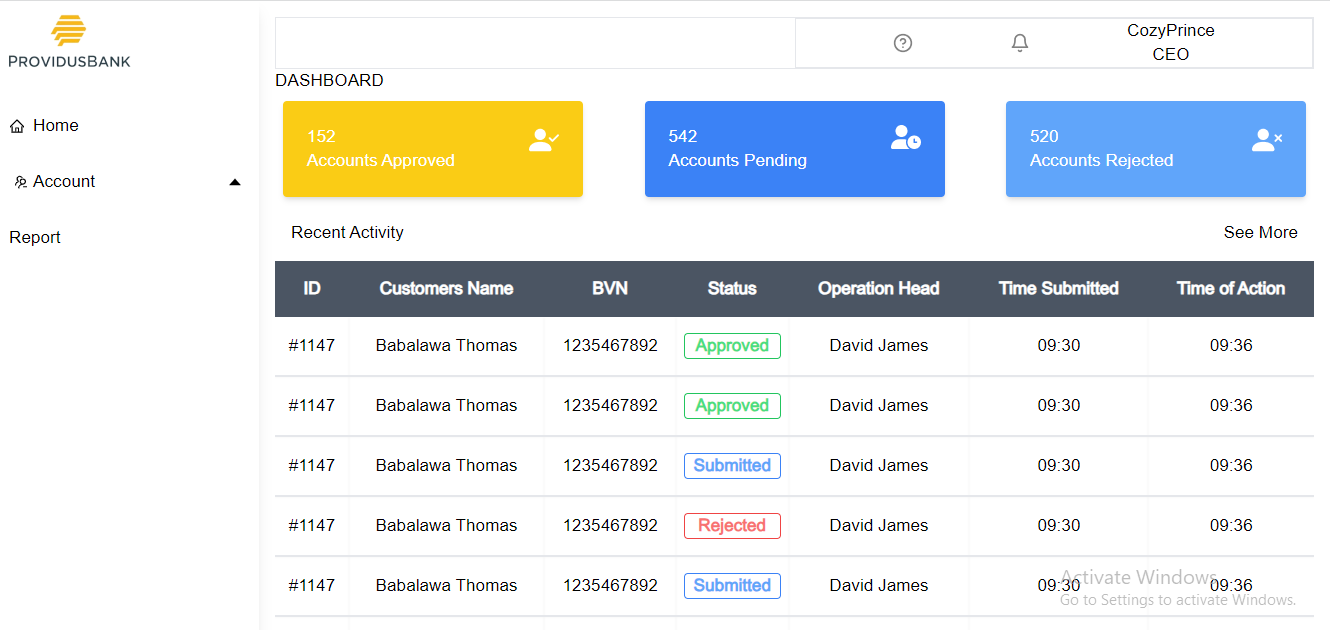 PROVIDUSBANK
Home
Account
Report
CozyPrince
CEO
DASHBOARD
152
Accounts Approved
542
Accounts Pending
520
Accounts Rejected
Recent Activity See More
ID Customers Name BVN Status Operation Head Time Submitted Time of Action
#1147 Babalawa Thomas 1235467892 Approved David James 09:30 09:36
#1147 Babalawa Thomas 1235467892 Approved David James 09:30 09:36
#1147 Babalawa Thomas 1235467892 Submitted David James 09:30 09:36
#1147 Babalawa Thomas 1235467892 Rejected David James 09:30 09:36
#1147 Babalawa Thomas 1235467892 Submitted David James 09:30 09:36
Activate Windows
Go to Settings to activate Windows.